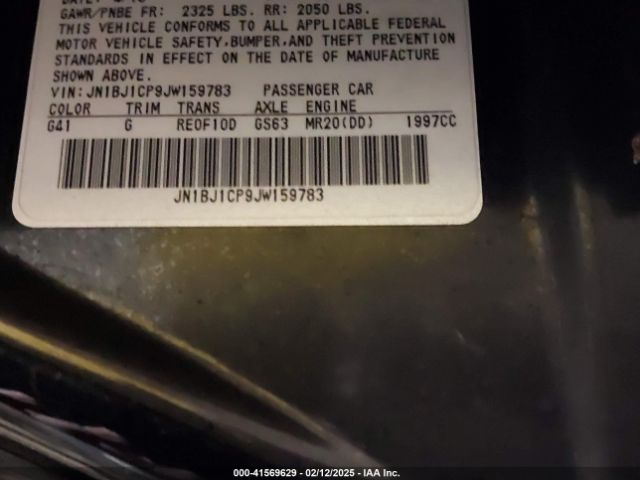 GAWR/PNBE FR: 2325 LBS. RR: 2050 LBS.
THIS VEHICLE CONFORMS TO ALL APPLICABLE FEDERAL
MOTOR VEHICLE SAFETY,BUMPER,AND THEFT PREVENTION
STANDARDS IN EFFECT ON THE DATE OF MANUFACTURE
SHOWN ABOVE.
VIN:JN1BJ1CP9JW159783 PASSENGER CAR
COLOR TRIM TRANS AXLE ENGINE
G41 G RE0F10D GS63 MR20(DD) 1997CC
JN1BJ1CP9JW159783
000-41569629 - 02/12/2025 - IAA Inc.